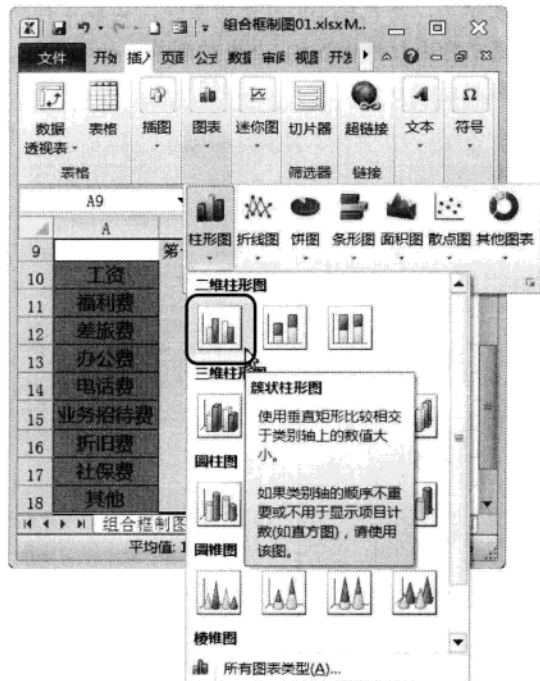 组合框制图01.xlsx M..
文件 开始 插入 页面 公式 数据 审阅 视图 开发
数据透视表 表格 插图 图表 迷你图 切片器 超链接 文本 符号
表格 筛选器 链接
A9
柱形图 折线图 饼图 条形图 面积图 散点图 其他图表
A
9 第
10 工资
11 福利费
12 差旅费
13 办公费
14 电话费
15 业务招待费
16 折旧费
17 社保费
18 其他
二维柱形图
三维柱形图
簇状柱形图
使用垂直矩形比较相交
于类别轴上的数值大
小。
如果类别轴的顺序不重
要或不用于显示项目计
数(如直方图)，请使用
该图。
圆柱图
圆锥图
棱锥图
所有图表类型(A)...
组合框制图
平均值: 1